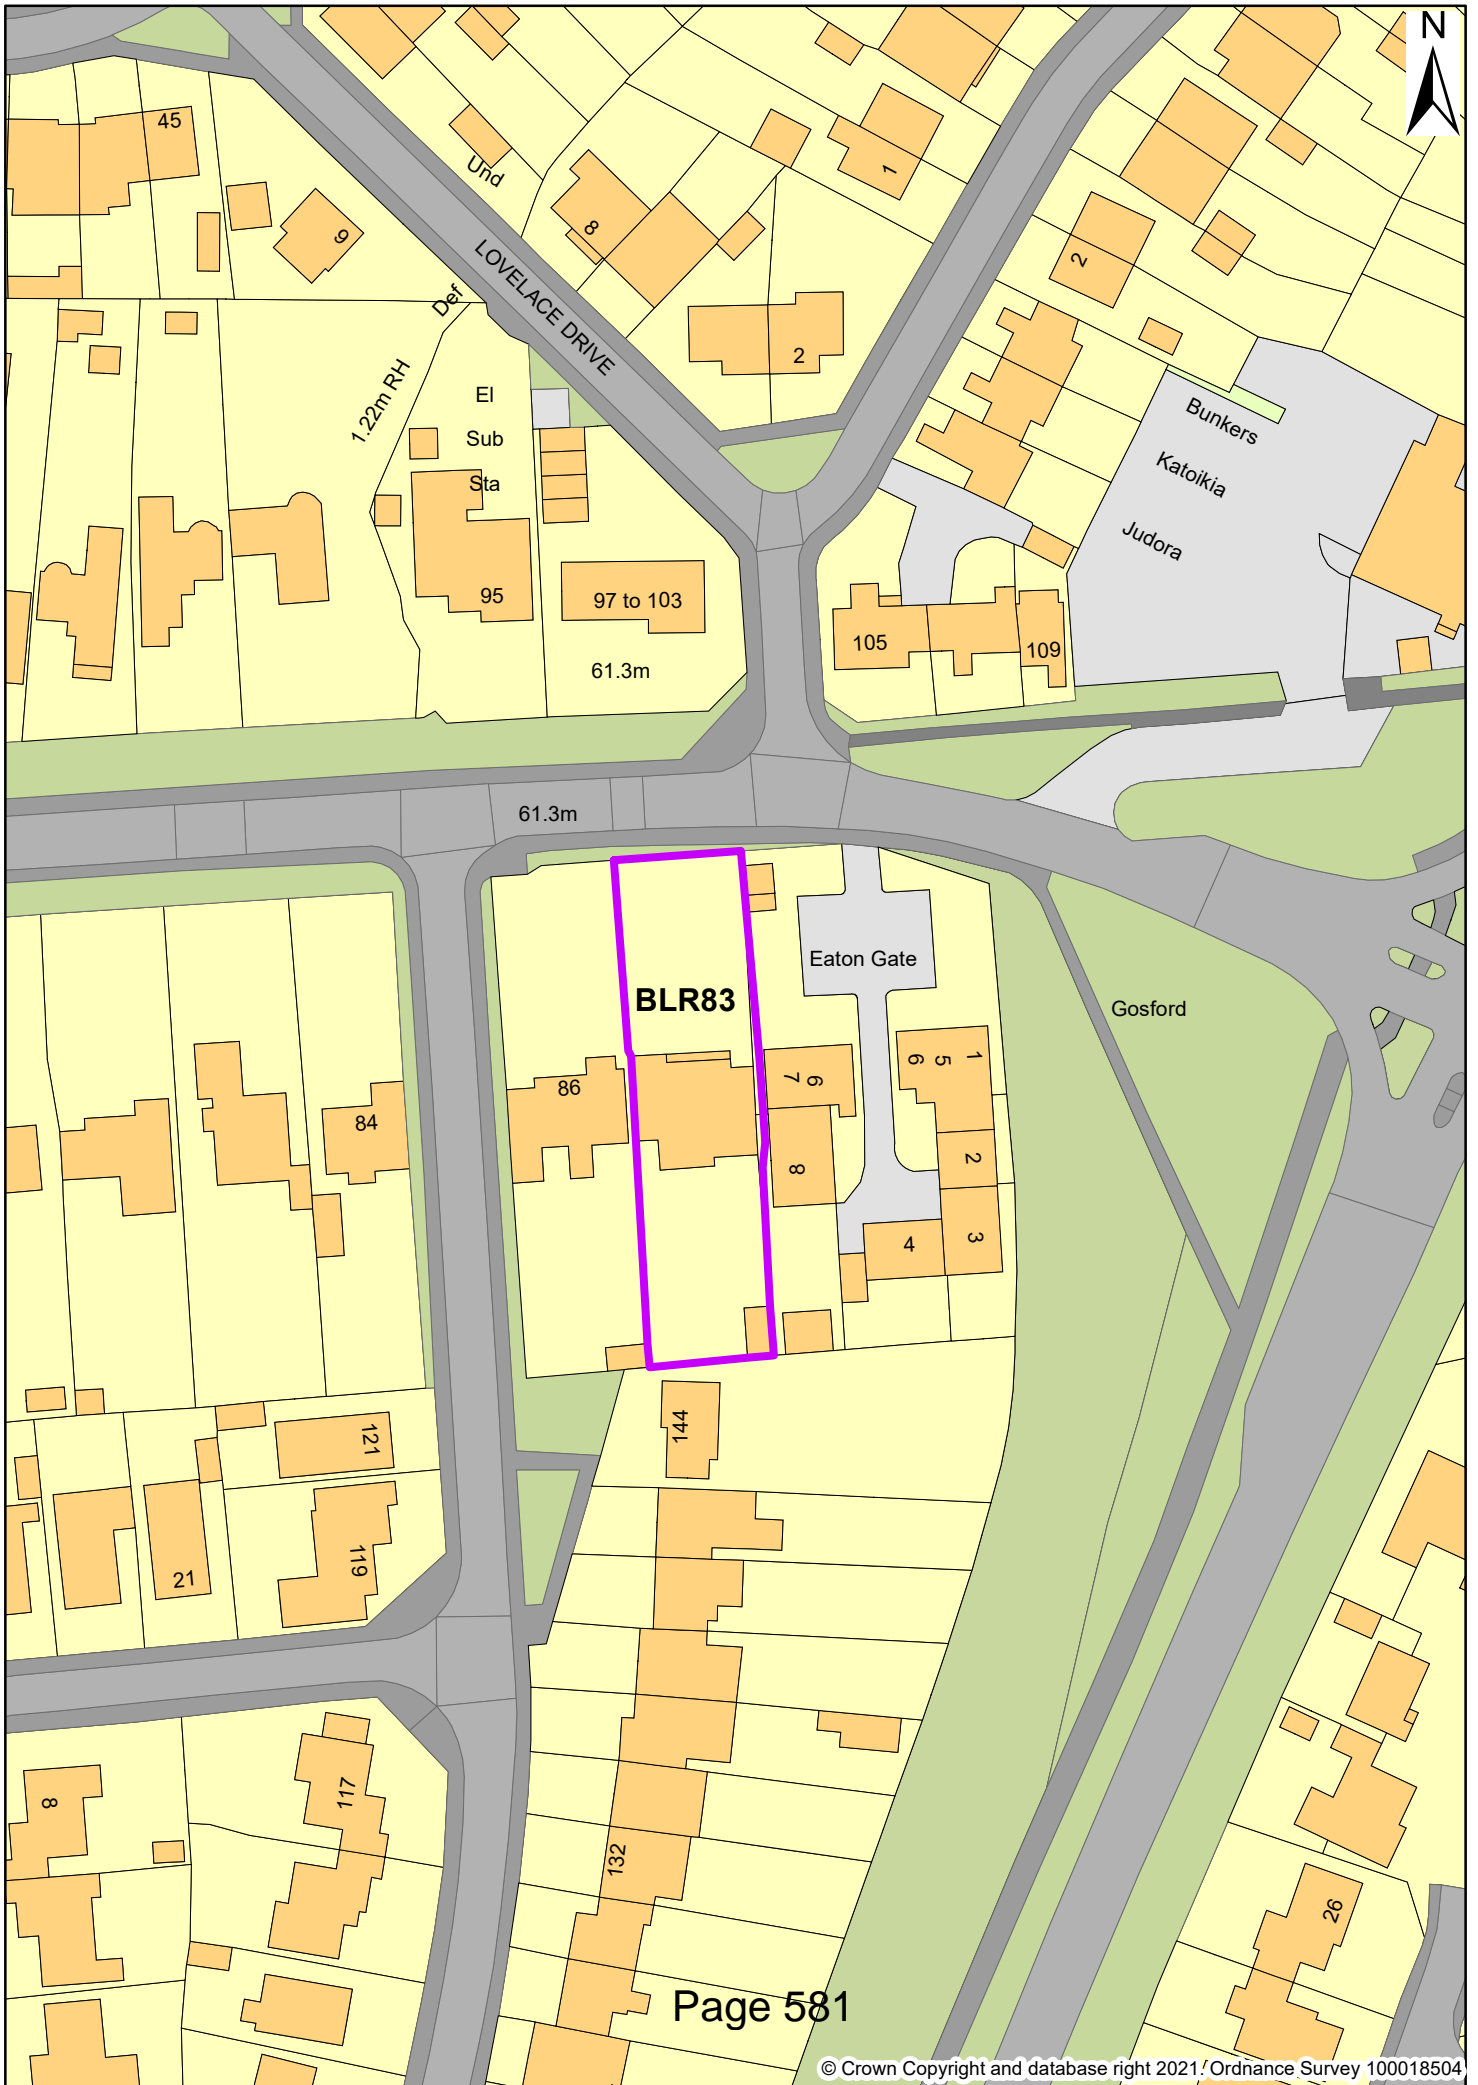 N
45
Und
1
9
8
2
LOVELACE DRIVE
Def
2
1.22m RH
El
Sub
Sta
Bunkers
Katoikia
Judora
95
97 to 103
105
109
61.3m
61.3m
Eaton Gate
BLR83
Gosford
86
84
7
6
6
5
1
8
2
4
3
144
121
119
21
117
8
132
26
Page 581
© Crown Copyright and database right 2021. Ordnance Survey 100018504